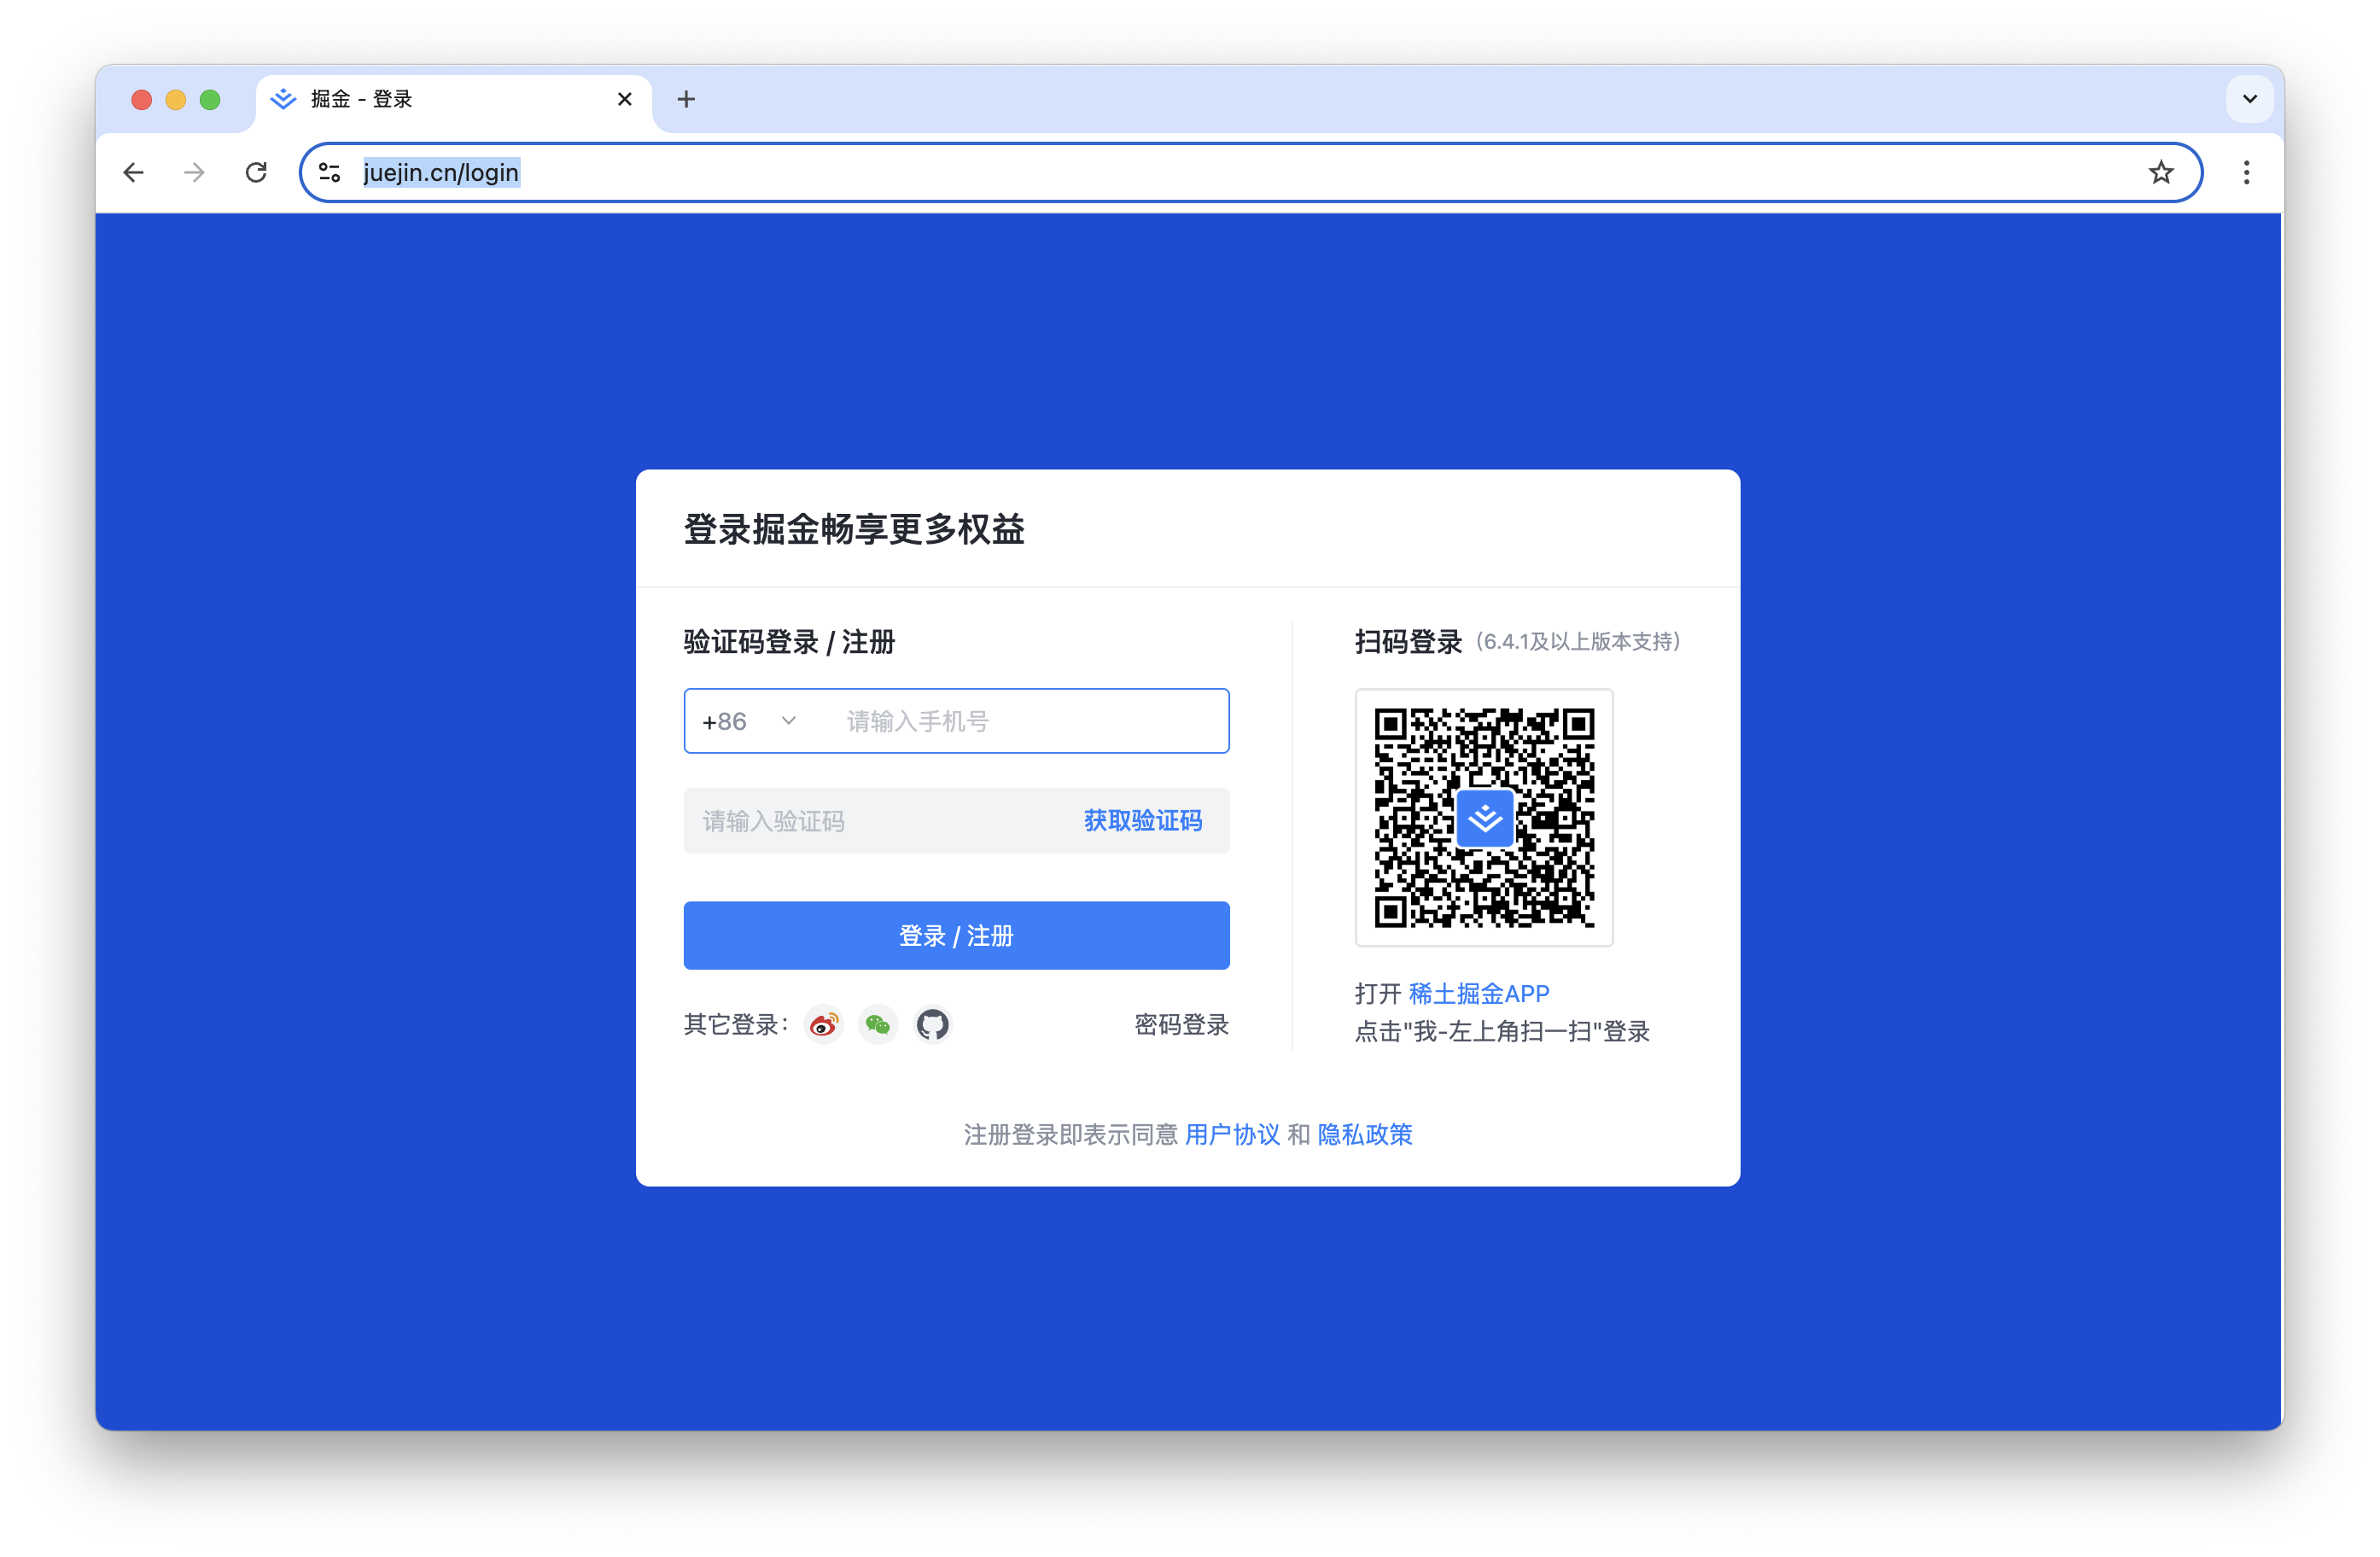 掘金 - 登录
juejin.cn/login
登录掘金畅享更多权益
验证码登录 / 注册
+86 请输入手机号
请输入验证码 获取验证码
登录 / 注册
其它登录： 密码登录
扫码登录（6.4.1及以上版本支持）
打开 稀土掘金APP
点击"我-左上角扫一扫"登录
注册登录即表示同意 用户协议 和 隐私政策